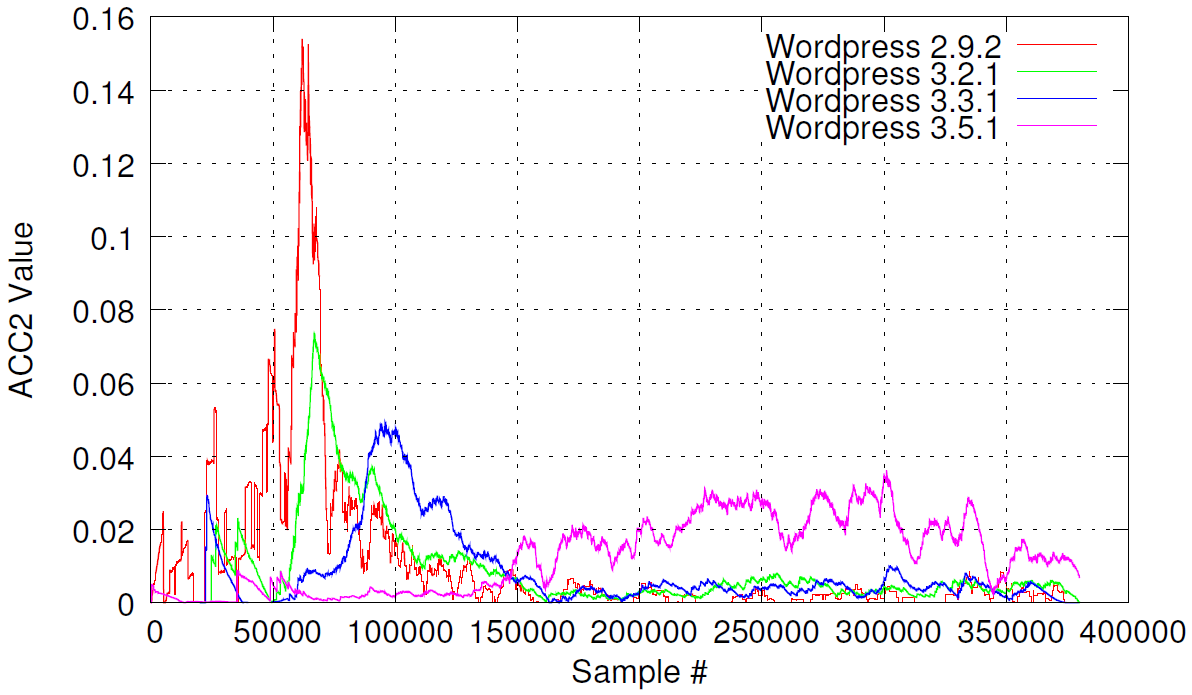 0.16
0.14
0.12
0.1
0.08
0.06
0.04
0.02
0
ACC2 Value
Wordpress 2.9.2
Wordpress 3.2.1
Wordpress 3.3.1
Wordpress 3.5.1
0 50000 100000 150000 200000 250000 300000 350000 400000
Sample #